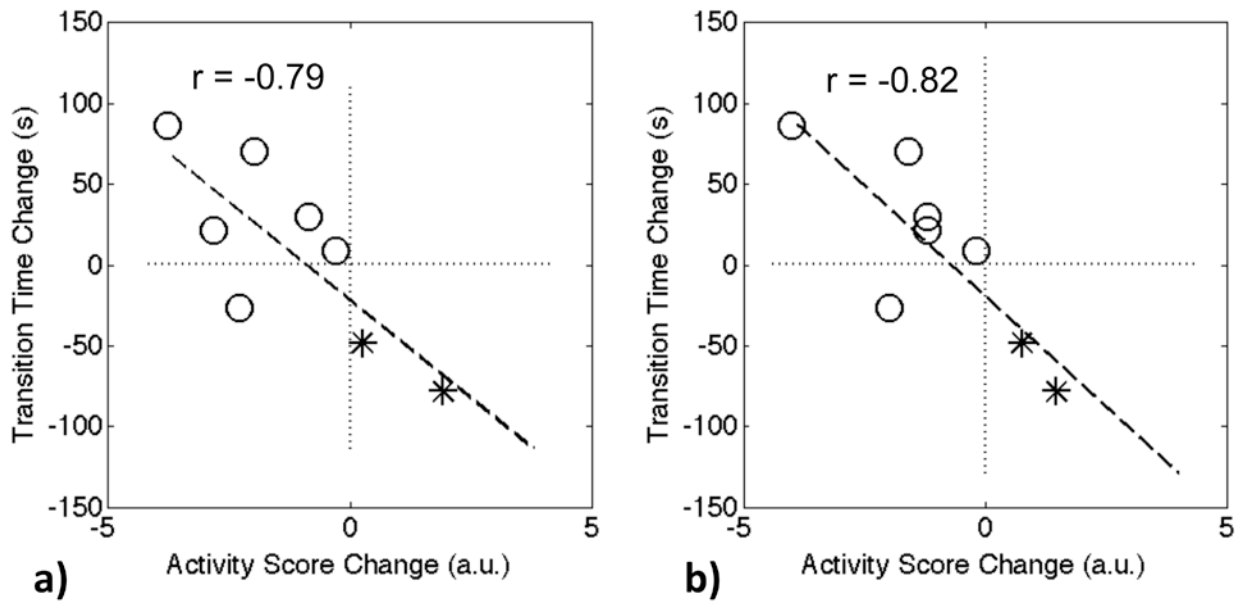 150
100
50
0
-50
-100
-150
-5
0
5
Transition Time Change (s)
Activity Score Change (a.u.)
r = -0.79
a)
150
100
50
0
-50
-100
-150
-5
0
5
Transition Time Change (s)
Activity Score Change (a.u.)
r = -0.82
b)